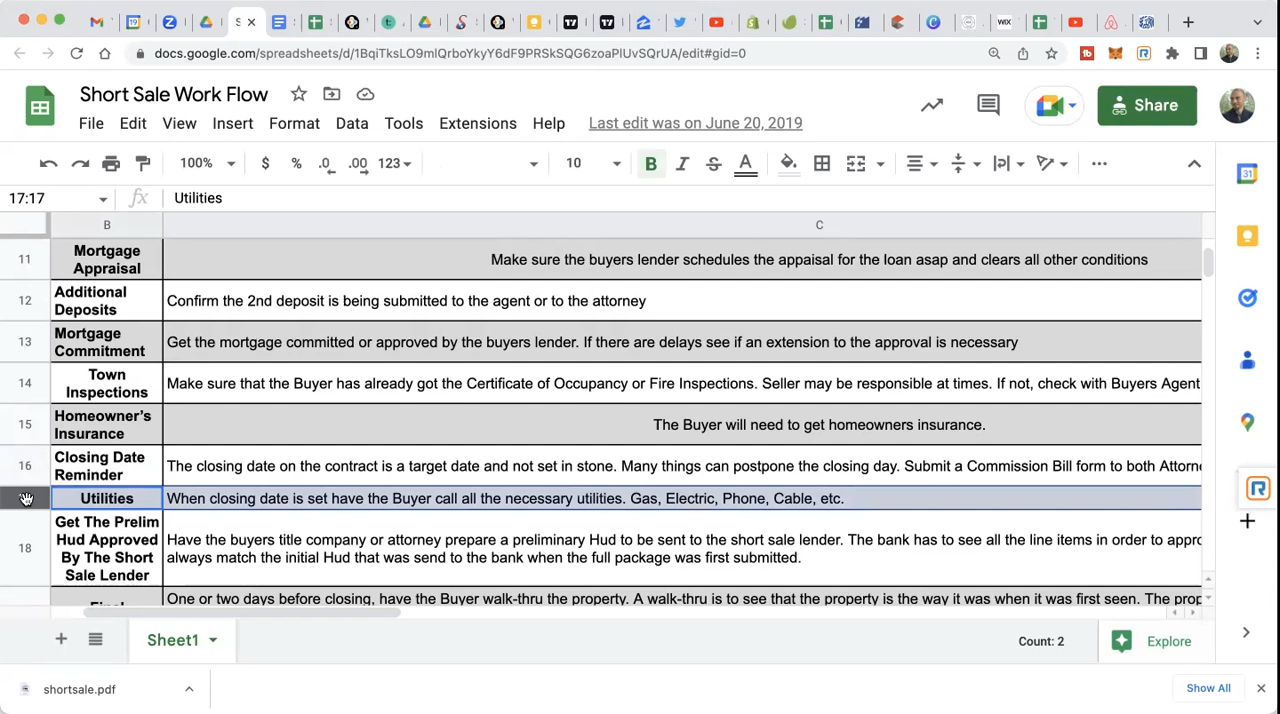 S
docs.google.com/spreadsheets/d/1BqiTksLO9mlQrboYkyY6dF9PRSkSQG6zoaPlUvSQrUA/edit#gid=0
Short Sale Work Flow
File Edit View Insert Format Data Tools Extensions Help Last edit was on June 20, 2019
Share
100% $ % .0 .00 123 10 B I S A
17:17 fx Utilities
B C
11 Mortgage Appraisal Make sure the buyers lender schedules the appaisal for the loan asap and clears all other conditions
12 Additional Deposits Confirm the 2nd deposit is being submitted to the agent or to the attorney
13 Mortgage Commitment Get the mortgage committed or approved by the buyers lender. If there are delays see if an extension to the approval is necessary
14 Town Inspections Make sure that the Buyer has already got the Certificate of Occupancy or Fire Inspections. Seller may be responsible at times. If not, check with Buyers Agent
15 Homeowner's Insurance The Buyer will need to get homeowners insurance.
16 Closing Date Reminder The closing date on the contract is a target date and not set in stone. Many things can postpone the closing day. Submit a Commission Bill form to both Attorne
Utilities When closing date is set have the Buyer call all the necessary utilities. Gas, Electric, Phone, Cable, etc.
18 Get The Prelim Hud Approved By The Short Sale Lender Have the buyers title company or attorney prepare a preliminary Hud to be sent to the short sale lender. The bank has to see all the line items in order to appro
always match the initial Hud that was send to the bank when the full package was first submitted.
Final One or two days before closing, have the Buyer walk-thru the property. A walk-thru is to see that the property is the way it was when it was first seen. The prop
Sheet1 Count: 2 Explore
shortsale.pdf Show All